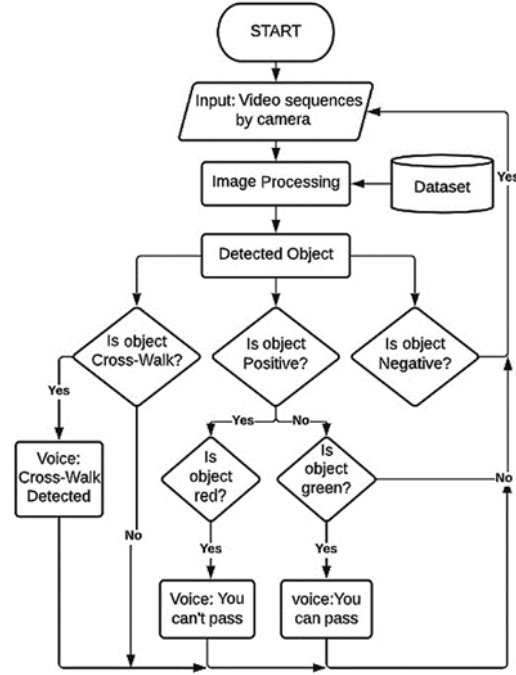 START
Input: Video sequences
by camera
Image Processing
Dataset
Yes
Detected Object
Is object
Cross-Walk?
Is object
Positive?
Is object
Negative?
Yes
Yes
No
Voice:
Cross-Walk
Detected
Is
object
red?
Is
object
green?
No
No
Yes
Yes
Voice: You
can't pass
voice:You
can pass